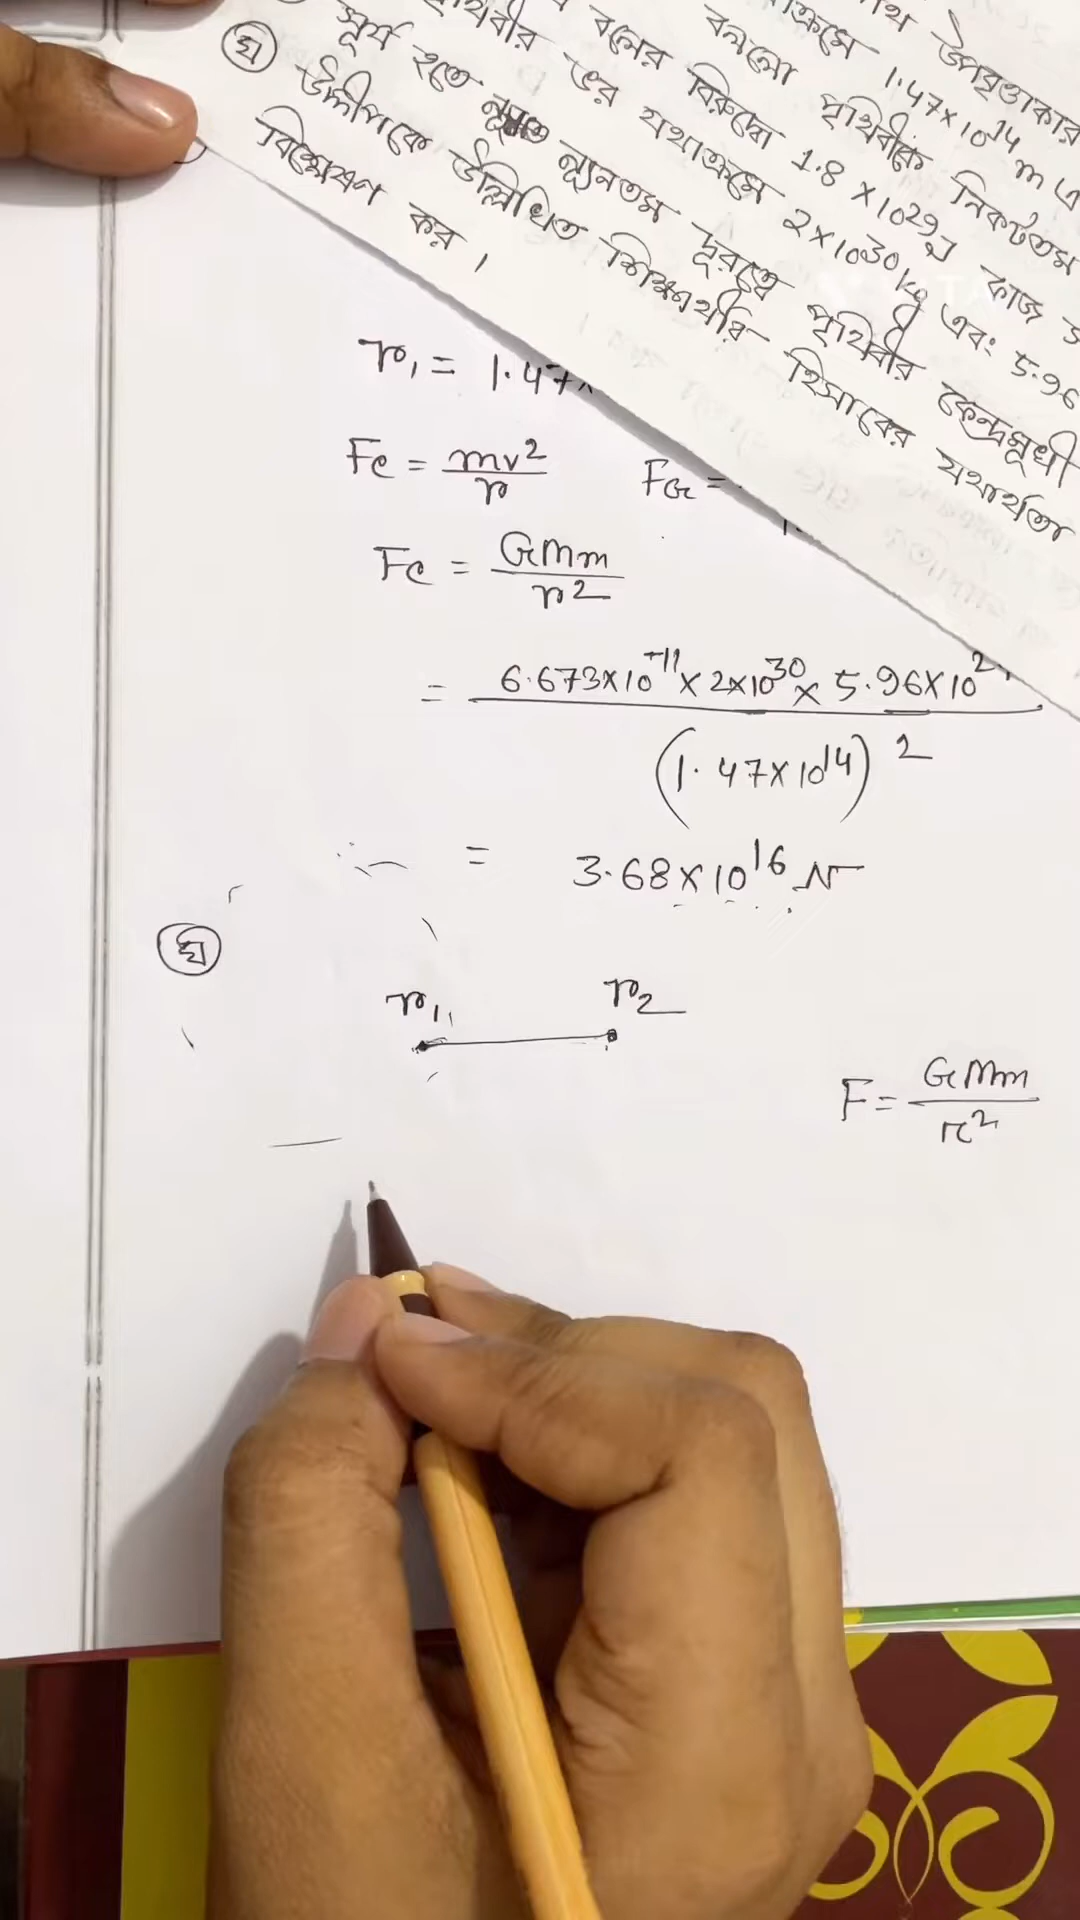 উপবৃত্তাকার
1.47×10¹⁴ m এ
বললো পৃথিবীকে নিকটতম
বলের বিরুদ্ধে 1.8×10²⁹J কাজ
ভর যথাক্রমে 2×10³⁰kg এবং 5.96
সূর্য হতে ন্যূনতম দূরত্বে পৃথিবীর কেন্দ্রমুখী
ঘ উদ্দীপকে উল্লিখিত শিক্ষার্থীর হিসাবের যথার্থতা
বিশ্লেষণ কর।
r₁ = 1.47×
Fc = mv²/r FG =
Fc = GMm/r²
= 6.673×10⁻¹¹×2×10³⁰×5.96×10²/(1.47×10¹⁴)²
= 3.68×10¹⁶ N
ঘ
r₁ r₂
F = GMm/r²